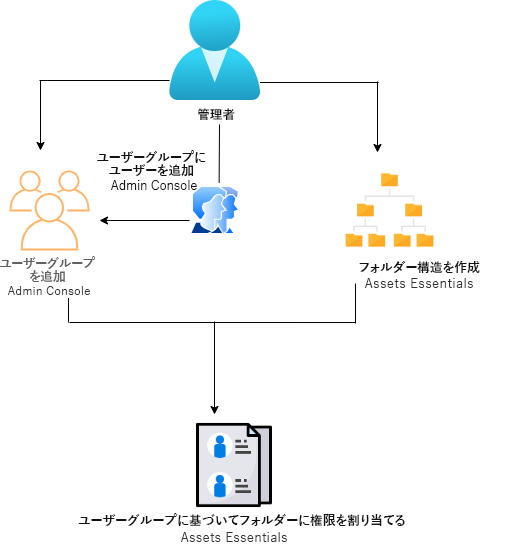 管理者
ユーザーグループに
ユーザーを追加
Admin Console
ユーザーグループ
を追加
Admin Console
フォルダー構造を作成
Assets Essentials
ユーザーグループに基づいてフォルダーに権限を割り当てる
Assets Essentials